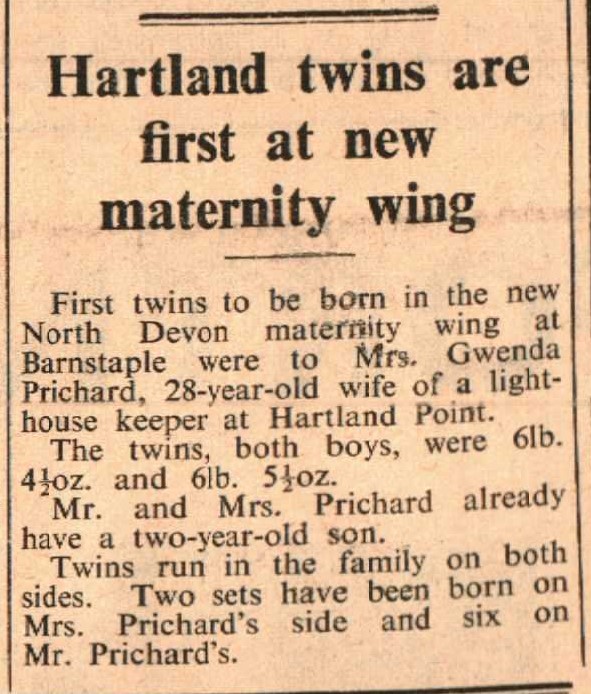 Hartland twins are
first at new
maternity wing
First twins to be born in the new
North Devon maternity wing at
Barnstaple were to Mrs. Gwenda
Prichard, 28-year-old wife of a light-
house keeper at Hartland Point.
The twins, both boys, were 6lb.
4½oz. and 6lb. 5½oz.
Mr. and Mrs. Prichard already
have a two-year-old son.
Twins run in the family on both
sides. Two sets have been born on
Mrs. Prichard's side and six on
Mr. Prichard's.